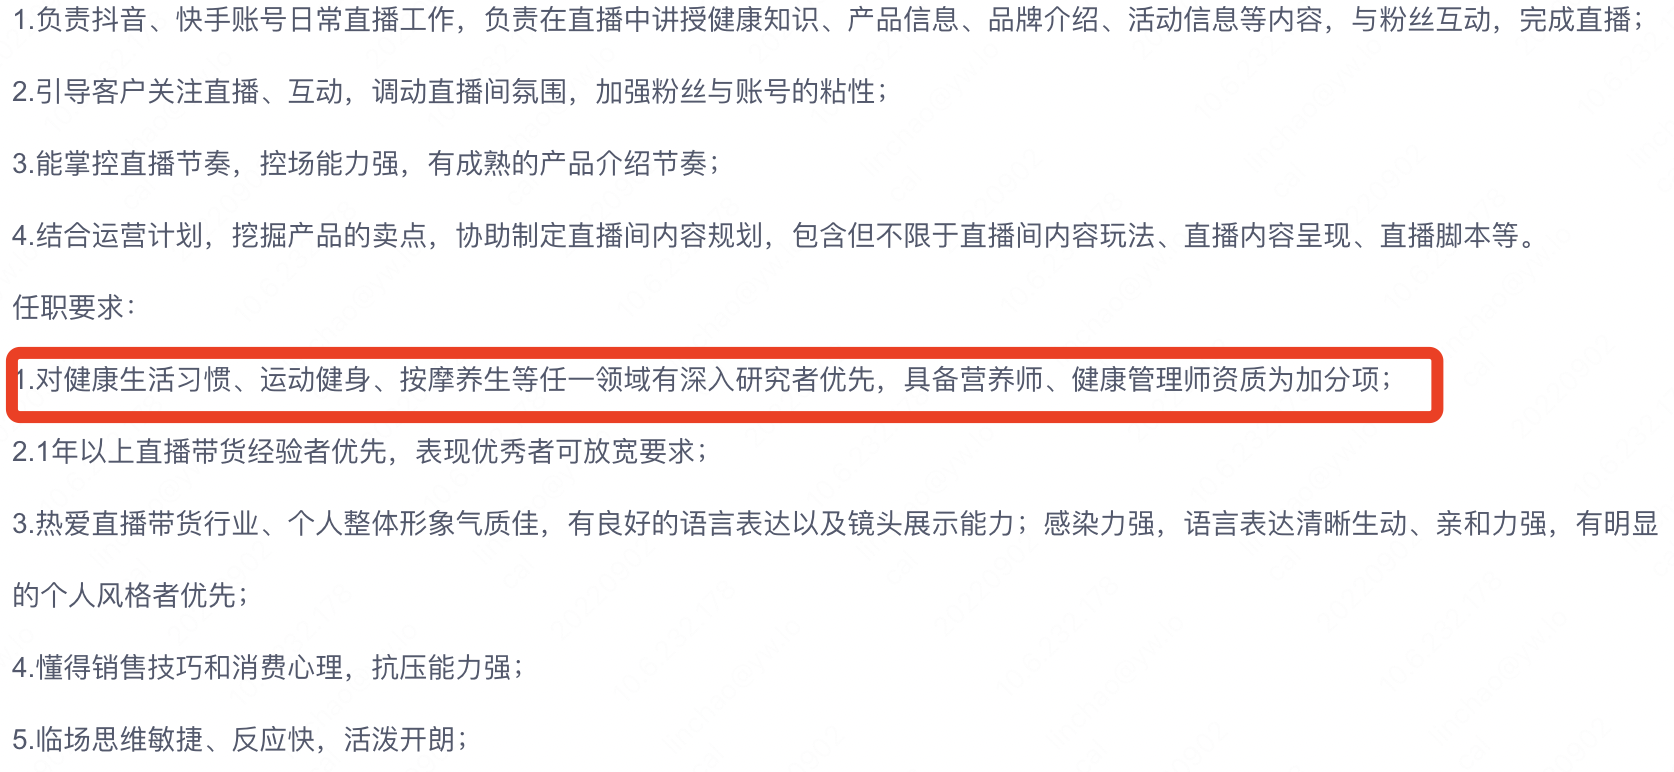 1.负责抖音、快手账号日常直播工作，负责在直播中讲授健康知识、产品信息、品牌介绍、活动信息等内容，与粉丝互动，完成直播；
2.引导客户关注直播、互动，调动直播间氛围，加强粉丝与账号的粘性；
3.能掌控直播节奏，控场能力强，有成熟的产品介绍节奏；
4.结合运营计划，挖掘产品的卖点，协助制定直播间内容规划，包含但不限于直播间内容玩法、直播内容呈现、直播脚本等。
任职要求：
1.对健康生活习惯、运动健身、按摩养生等任一领域有深入研究者优先，具备营养师、健康管理师资质为加分项；
2.1年以上直播带货经验者优先，表现优秀者可放宽要求；
3.热爱直播带货行业、个人整体形象气质佳，有良好的语言表达以及镜头展示能力；感染力强，语言表达清晰生动、亲和力强，有明显
的个人风格者优先；
4.懂得销售技巧和消费心理，抗压能力强；
5.临场思维敏捷、反应快，活泼开朗；